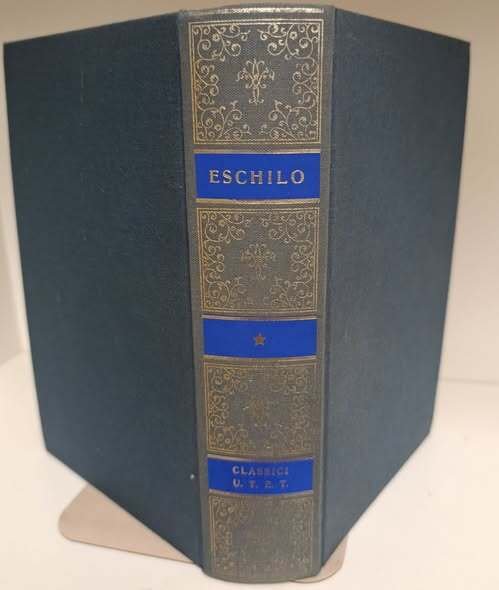 ESCHILO
CLASSICI
U. T. E. T.